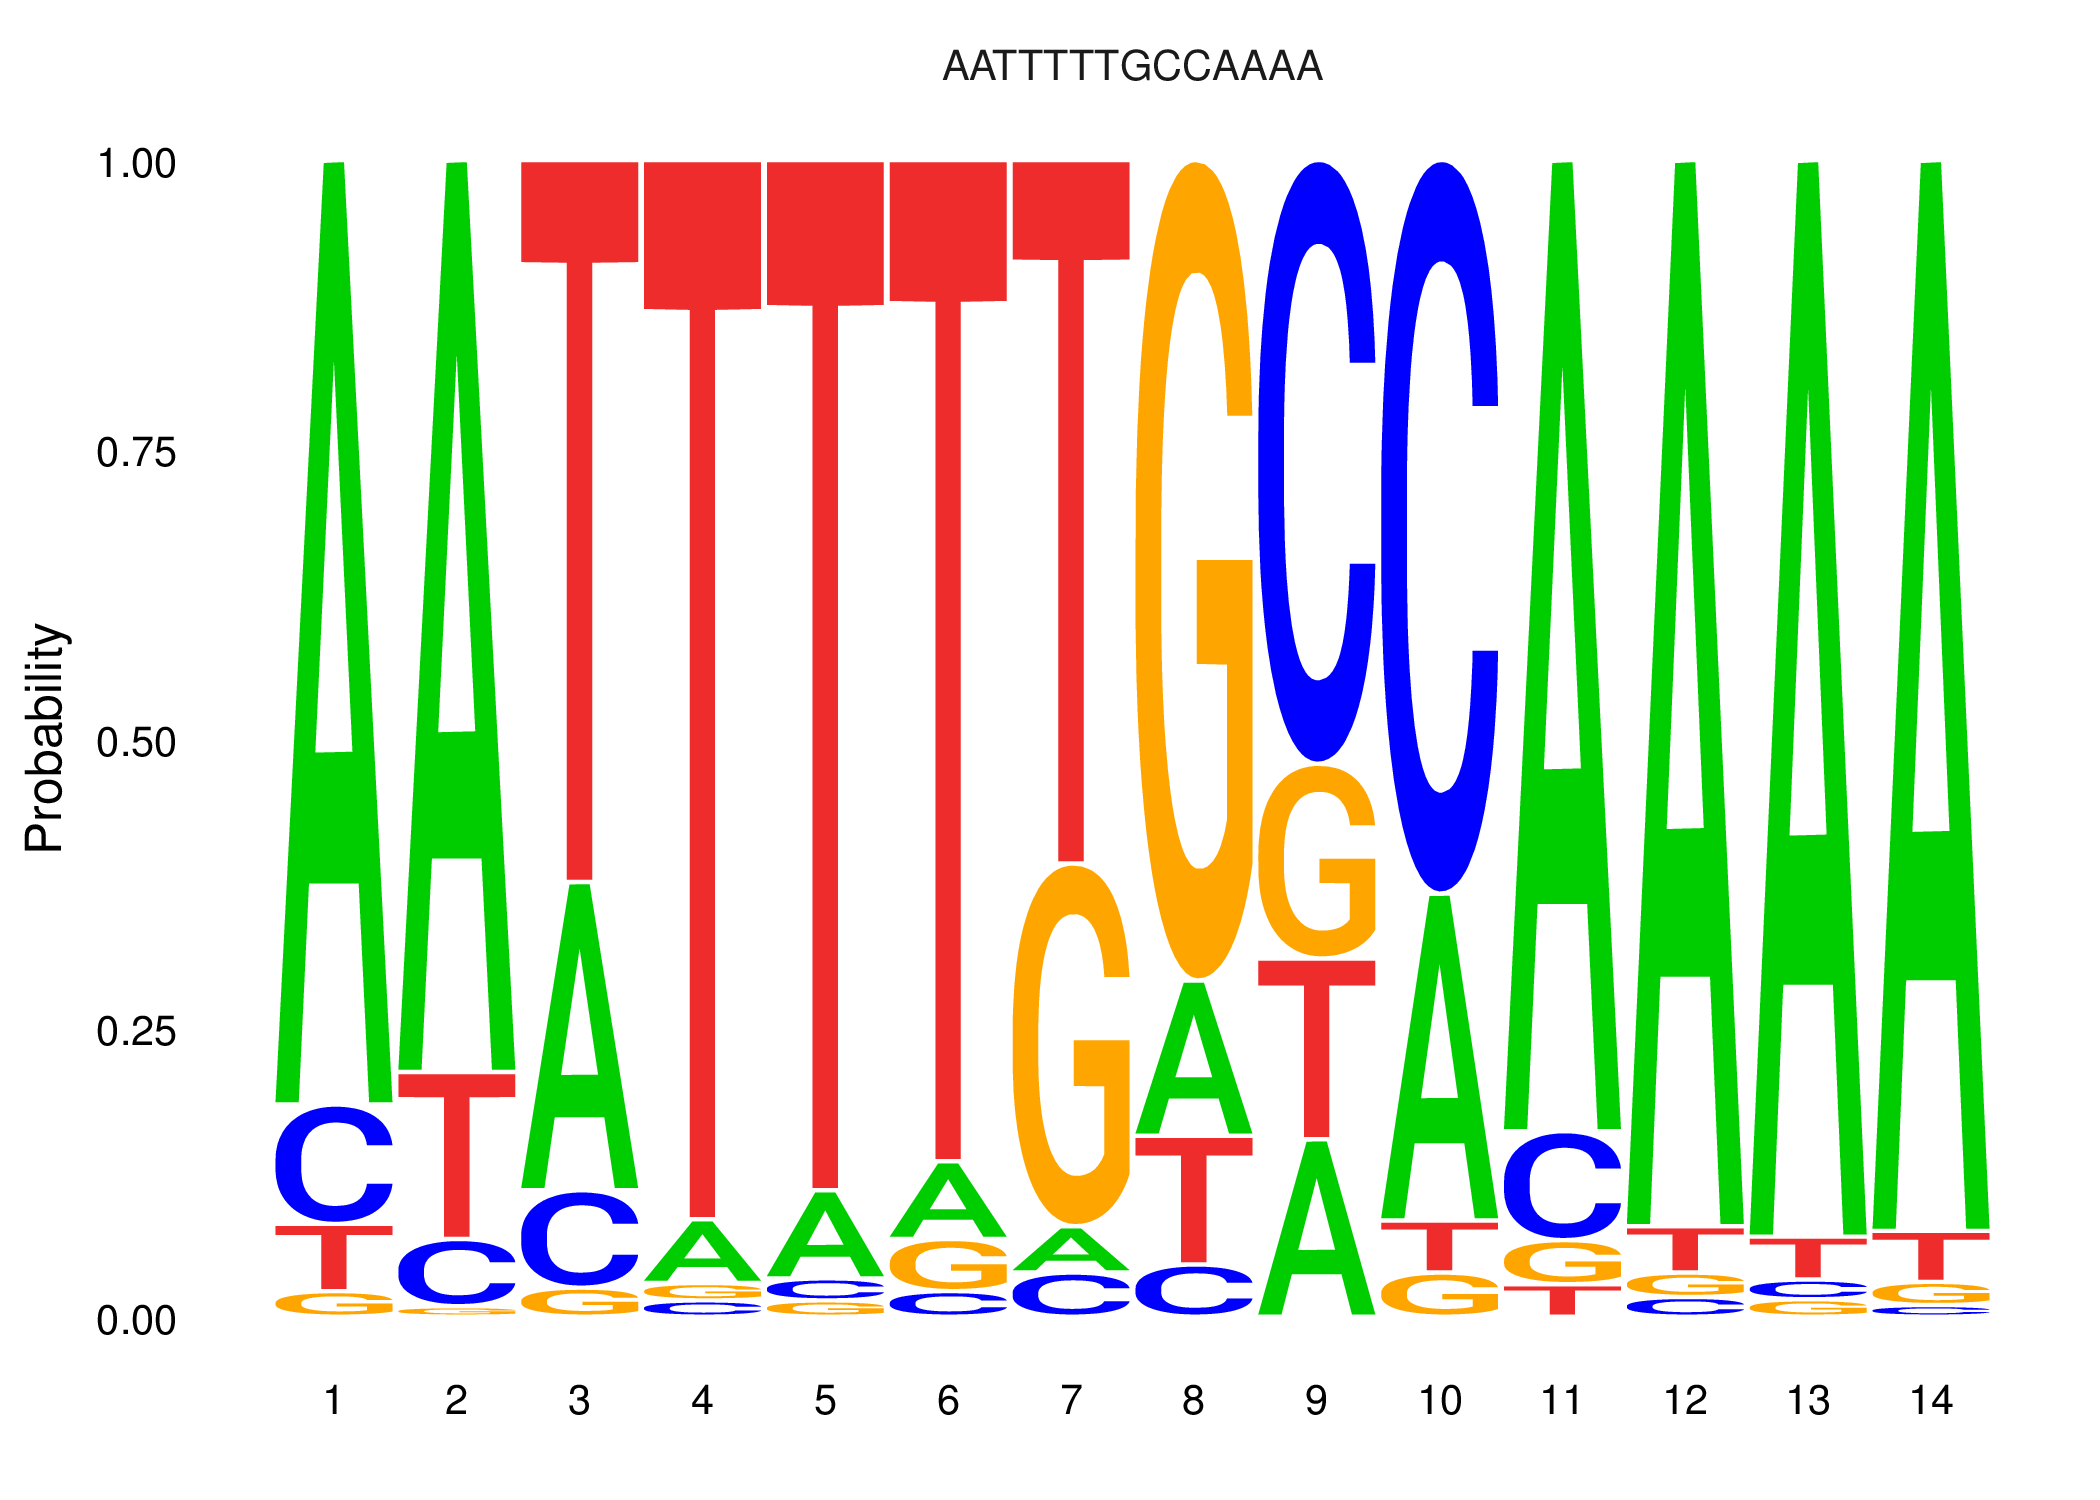 AATTTTTGCCAAAA
1.00
0.75
0.50
0.25
0.00
Probability
A A T T T T T G C C A A A A
C T A A A A G A G A C T T T
T C C G C G A T T T G G C G
G G G C G C C C A G T C G C
1 2 3 4 5 6 7 8 9 10 11 12 13 14